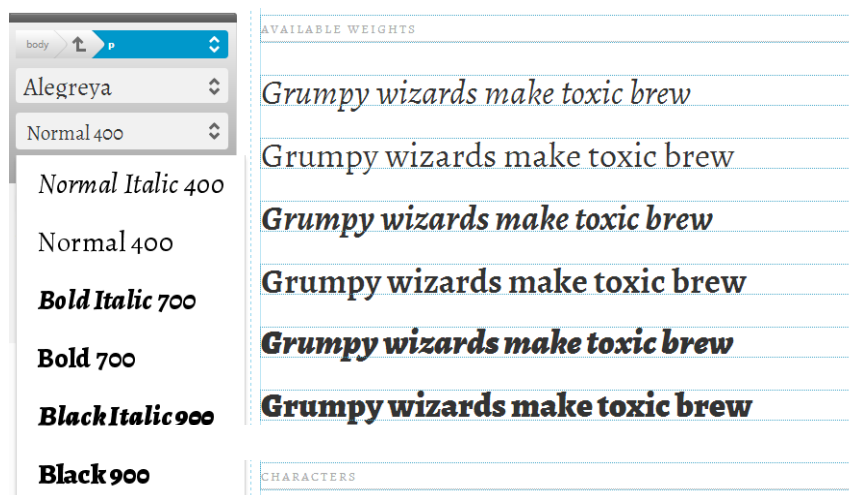 body
p
Alegreya
Normal 400
Normal Italic 400
Normal 400
Bold Italic 700
Bold 700
Black Italic 900
Black 900
AVAILABLE WEIGHTS
Grumpy wizards make toxic brew
Grumpy wizards make toxic brew
Grumpy wizards make toxic brew
Grumpy wizards make toxic brew
Grumpy wizards make toxic brew
Grumpy wizards make toxic brew
CHARACTERS